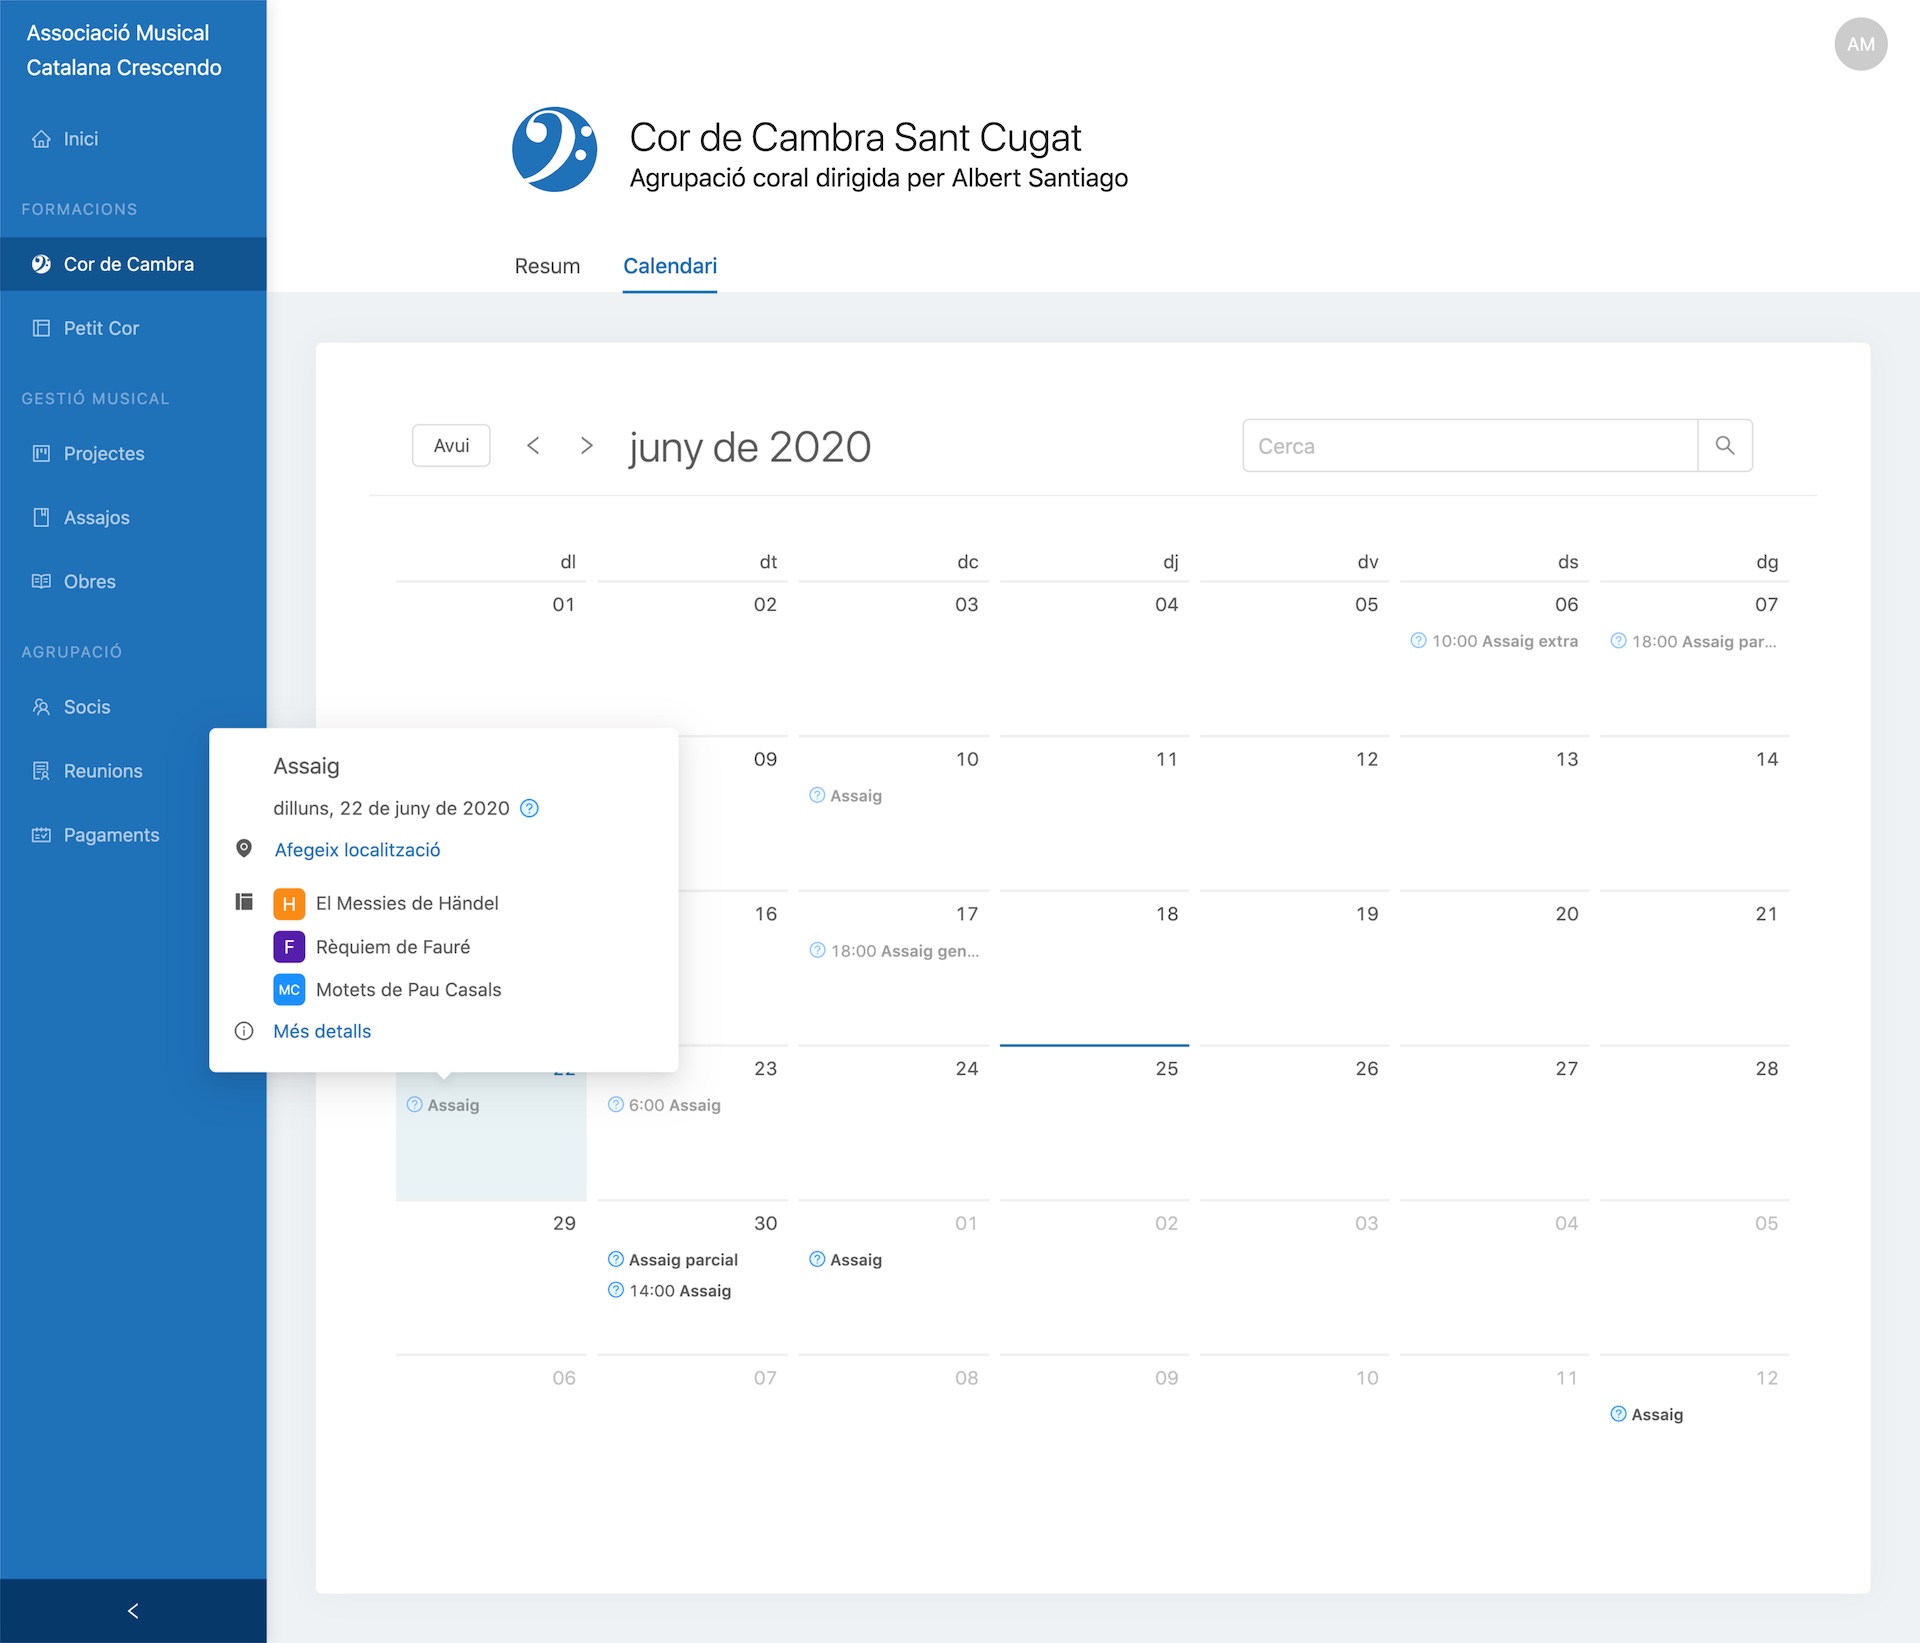 Associació Musical
Catalana Crescendo
Inici
FORMACIONS
Cor de Cambra
Petit Cor
GESTIÓ MUSICAL
Projectes
Assajos
Obres
AGRUPACIÓ
Socis
Reunions
Pagaments
AM
Cor de Cambra Sant Cugat
Agrupació coral dirigida per Albert Santiago
Resum Calendari
Avui juny de 2020 Cerca
dl dt dc dj dv ds dg
01 02 03 04 05 06 07
10:00 Assaig extra 18:00 Assaig par...
09 10 11 12 13 14
Assaig
16 17 18 19 20 21
18:00 Assaig gen...
Assaig
dilluns, 22 de juny de 2020
Afegeix localització
H El Messies de Händel
F Rèquiem de Fauré
MC Motets de Pau Casals
Més detalls
22 23 24 25 26 27 28
Assaig 6:00 Assaig
29 30 01 02 03 04 05
Assaig parcial Assaig
14:00 Assaig
06 07 08 09 10 11 12
Assaig